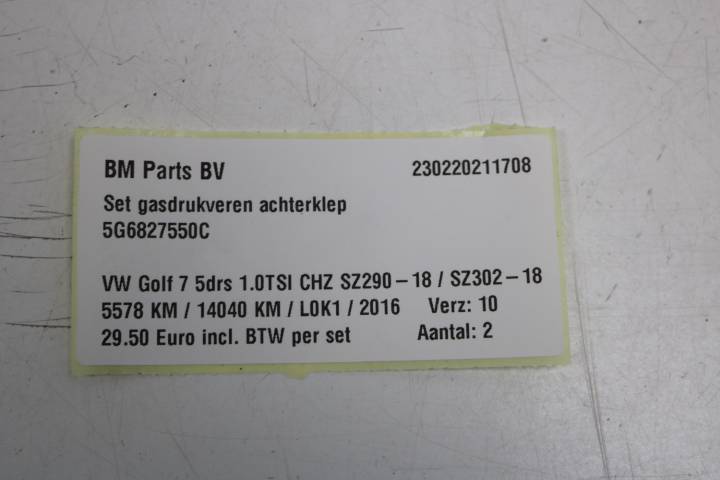 BM Parts BV 230220211708
Set gasdrukveren achterklep
5G6827550C
VW Golf 7 5drs 1.0TSI CHZ SZ290-18 / SZ302-18
5578 KM / 14040 KM / L0K1 / 2016 Verz: 10
29.50 Euro incl. BTW per set Aantal: 2